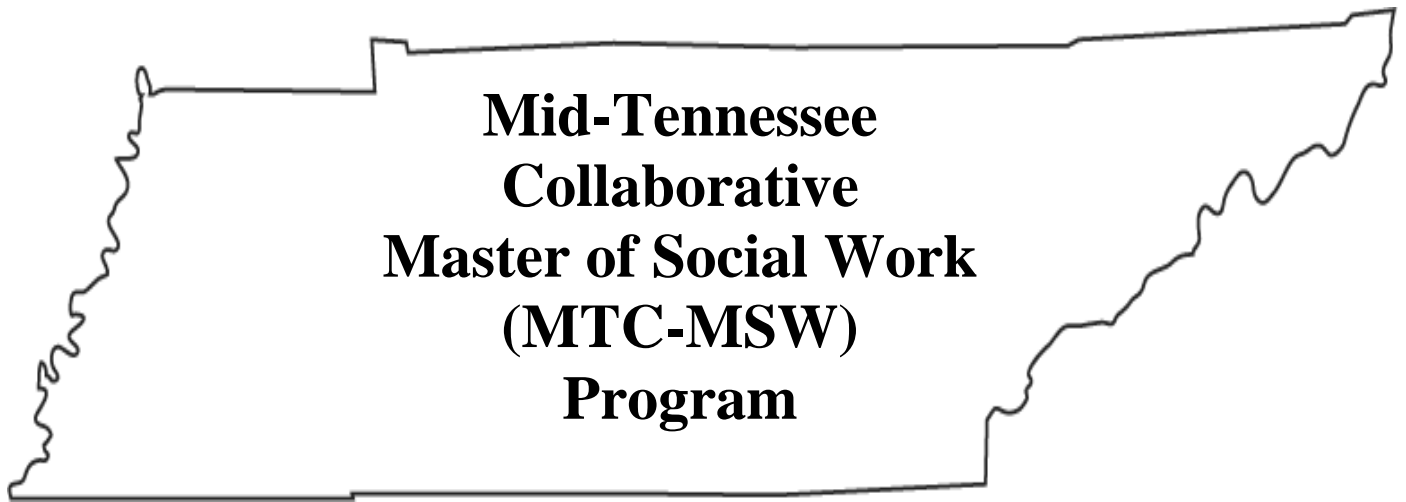 Mid-Tennessee
Collaborative
Master of Social Work
(MTC-MSW)
Program